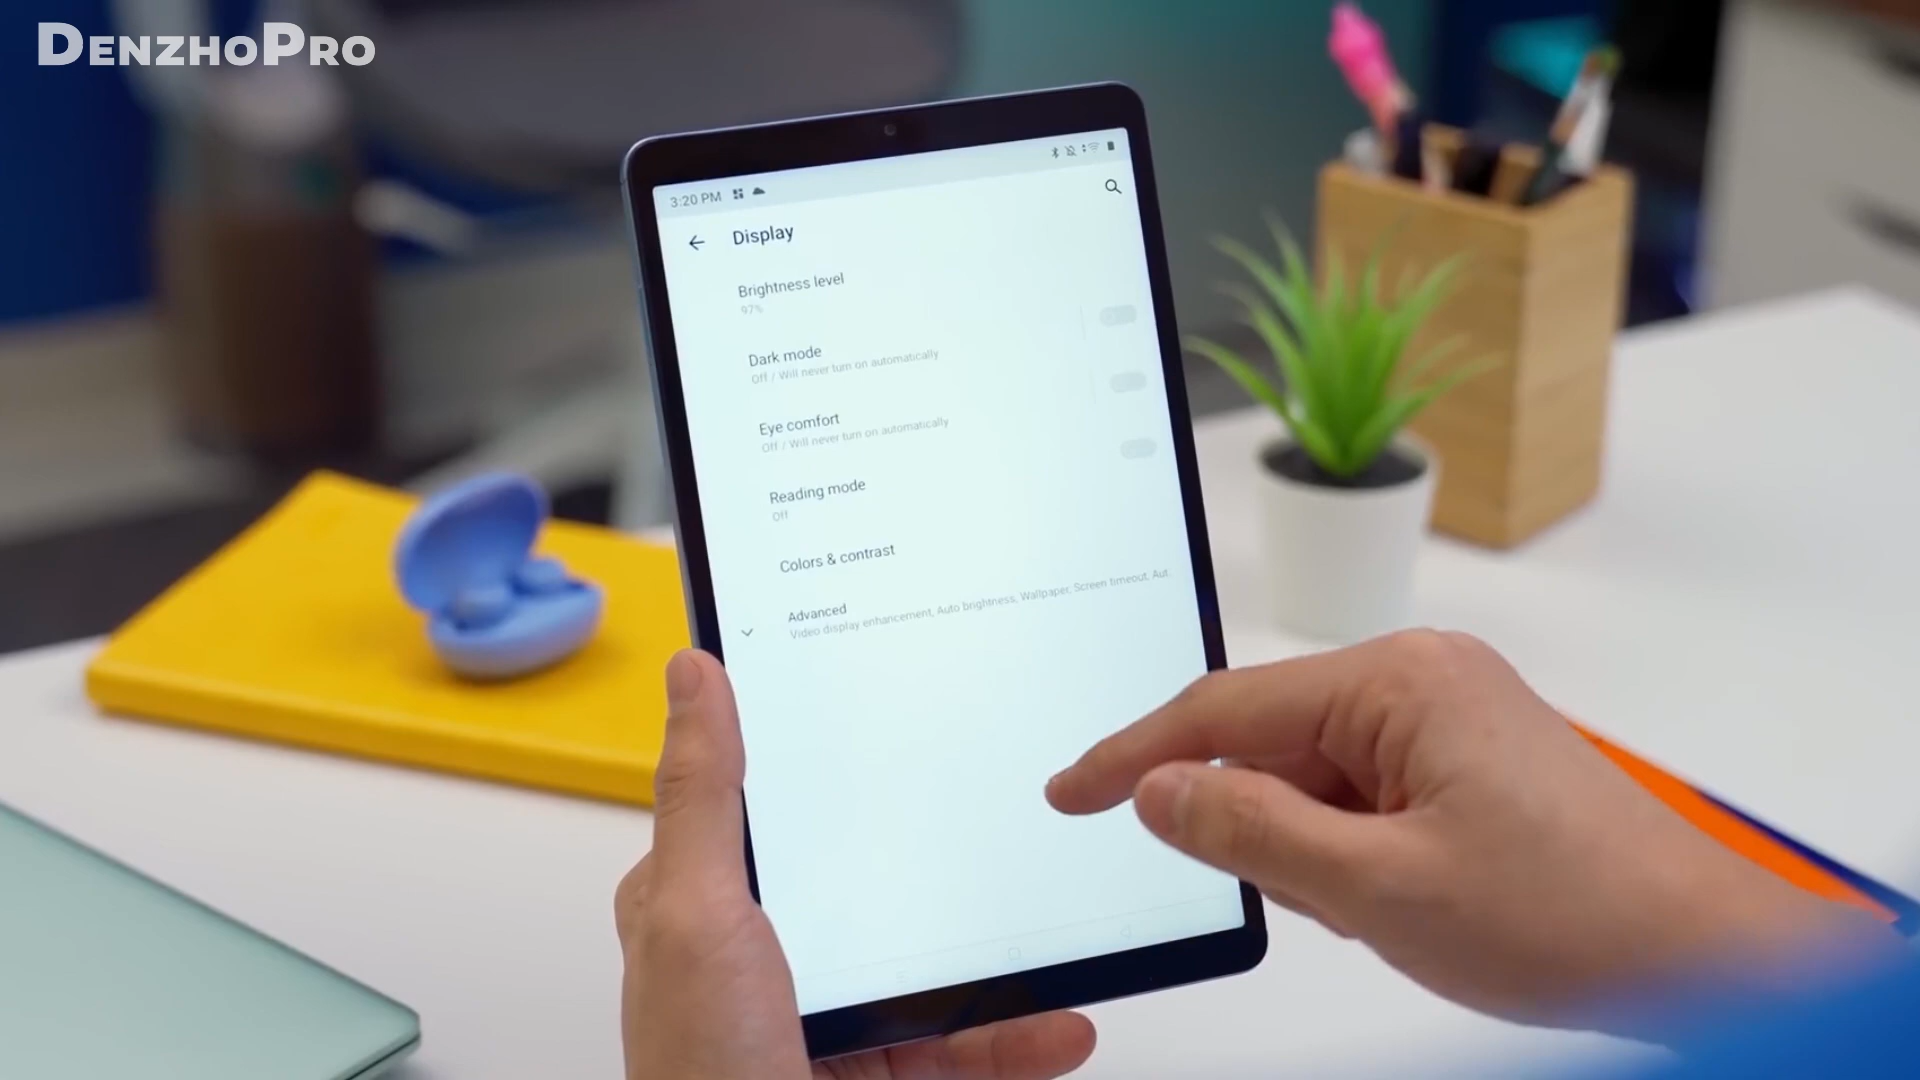 DENZHOPRO
3:20 PM
Display
Brightness level
97%
Dark mode
Off / Will never turn on automatically
Eye comfort
Off / Will never turn on automatically
Reading mode
Off
Colors & contrast
Advanced
Video display enhancement, Auto brightness, Wallpaper, Screen timeout, Aut..